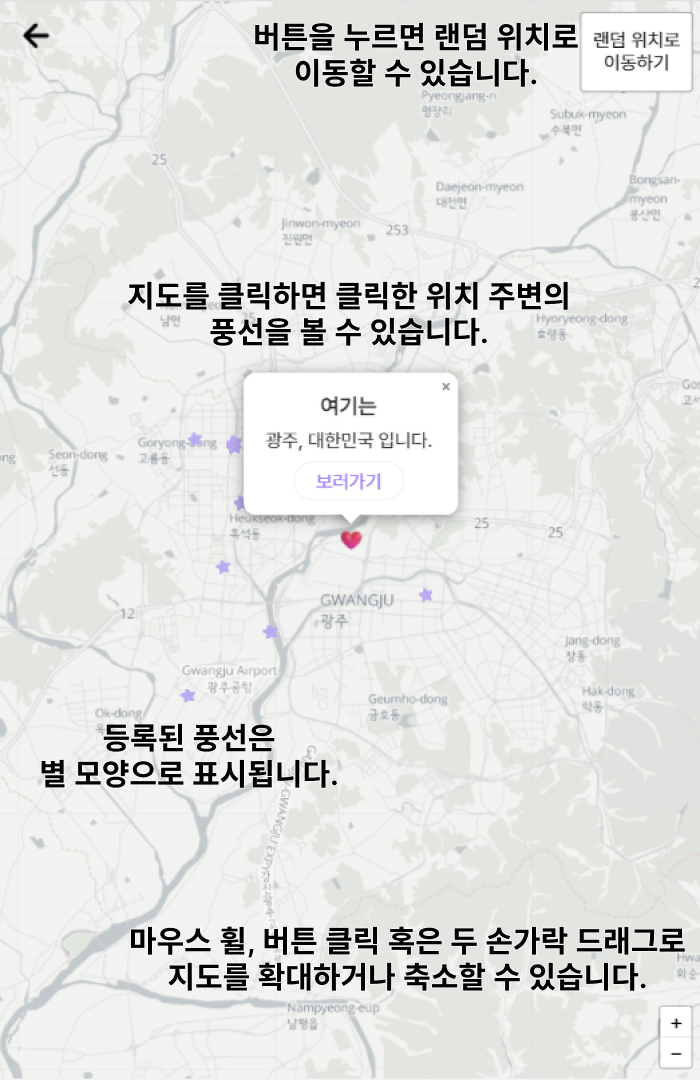 버튼을 누르면 랜덤 위치로
이동할 수 있습니다.
랜덤 위치로
이동하기
Pyeongjang-ri
평장리
Subuk-myeon
수북면
25
Daejeon-myeon
대전면
Bongsan-
myeon
봉산면
Jinwon-myeon
진원면
253
지도를 클릭하면 클릭한 위치 주변의
풍선을 볼 수 있습니다.
남면
25
Hyoryeong-dong
효령동
×
여기는
광주, 대한민국 입니다.
보러가기
Goryong-dong
고룡동
Seon-dong
선동
Heukseok-dong
흑석동
25
25
GWANGJU
광주
12
Jang-dong
장동
Gwangju Airport
광주공항
Hak-dong
학동
Geumho-dong
금호동
Ok-dong
등록된 풍선은
별 모양으로 표시됩니다.
마우스 휠, 버튼 클릭 혹은 두 손가락 드래그로
지도를 확대하거나 축소할 수 있습니다.
Nampyeong-eup
남평읍
+
−